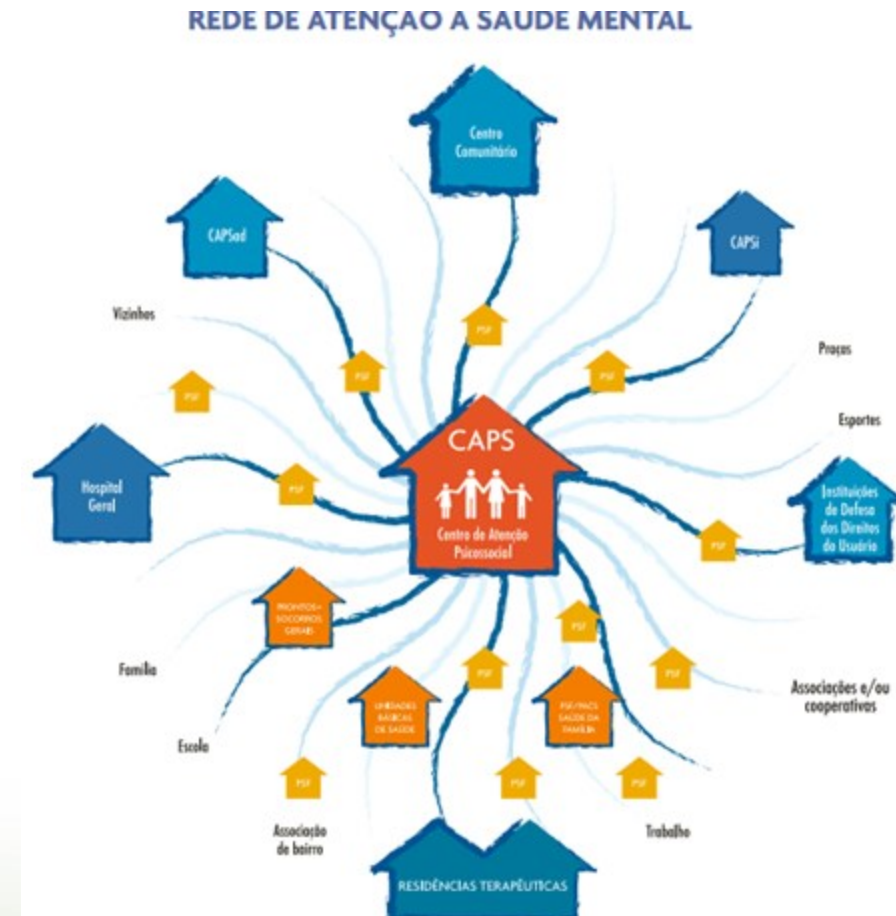 REDE DE ATENÇÃO A SAÚDE MENTAL
Centro
Comunitário
CAPSad
CAPSi
Vizinhos
PSF
Praças
PSF
PSF
PSF
Esportes
CAPS
Hospital
Geral
PSF
Centro de Atenção
Psicossocial
Instituições
de Defesa
dos Direitos
do Usuário
PSF
PRONTOS-
SOCORROS
GERAIS
PSF
Família
PSF
PSF
Associações e/ou
cooperativas
UNIDADES
BÁSICAS
DE SAÚDE
PSF/PACS
SAÚDE DA
FAMÍLIA
Escola
PSF
PSF
PSF
Associação
de bairro
Trabalho
RESIDÊNCIAS TERAPÊUTICAS